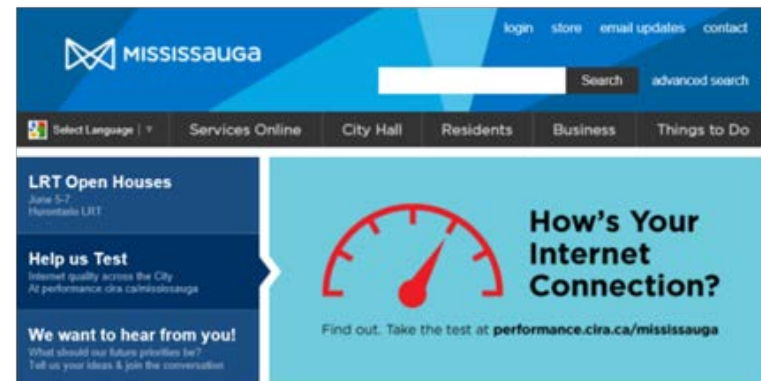 login store email updates contact
MISSISSauGa
Search advanced search
Select Language | ▼ Services Online City Hall Residents Business Things to Do
LRT Open Houses
June 5-7
Hurontario LRT
Help us Test
Internet quality across the City
At performance.cira.ca/mississauga
We want to hear from you!
What should our future priorities be?
Tell us your ideas & join the conversation
How's Your
Internet
Connection?
Find out. Take the test at performance.cira.ca/mississauga